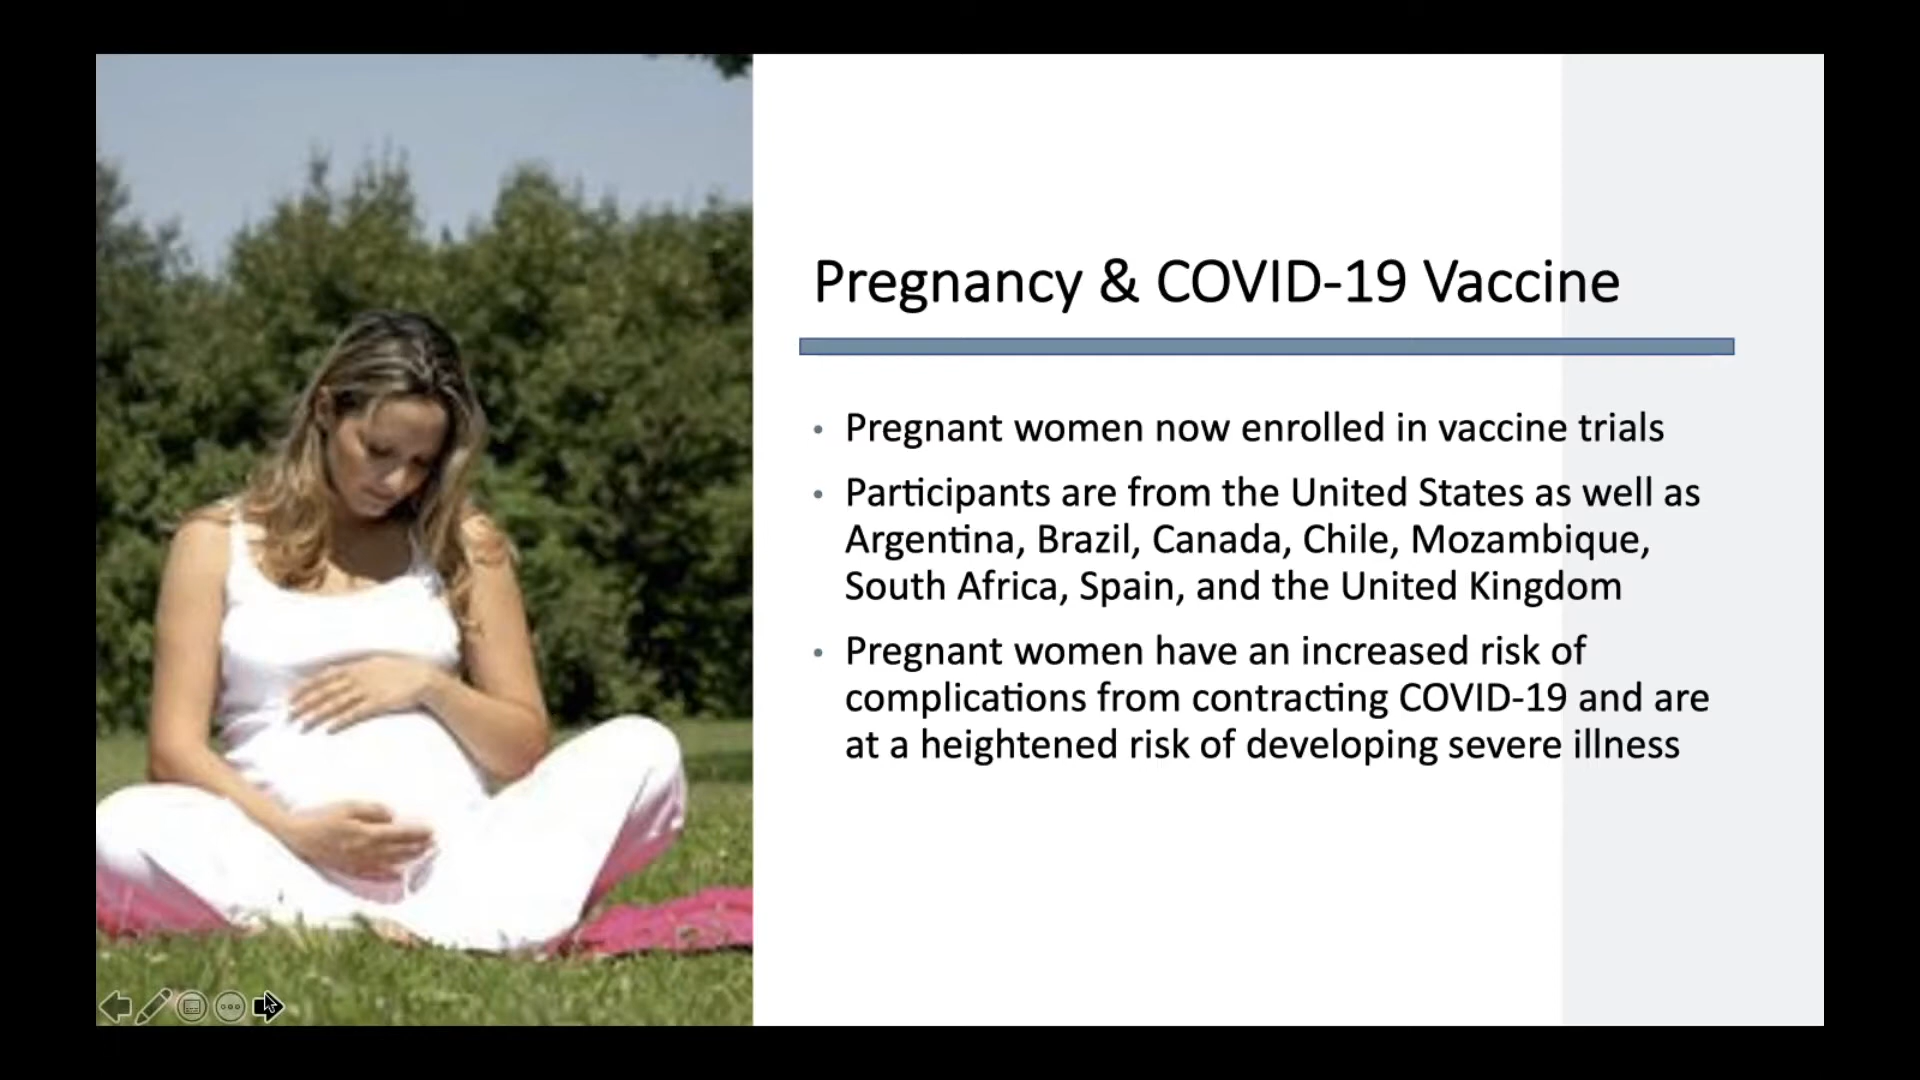 Pregnancy & COVID-19 Vaccine
• Pregnant women now enrolled in vaccine trials
• Participants are from the United States as well as
Argentina, Brazil, Canada, Chile, Mozambique,
South Africa, Spain, and the United Kingdom
• Pregnant women have an increased risk of
complications from contracting COVID-19 and are
at a heightened risk of developing severe illness